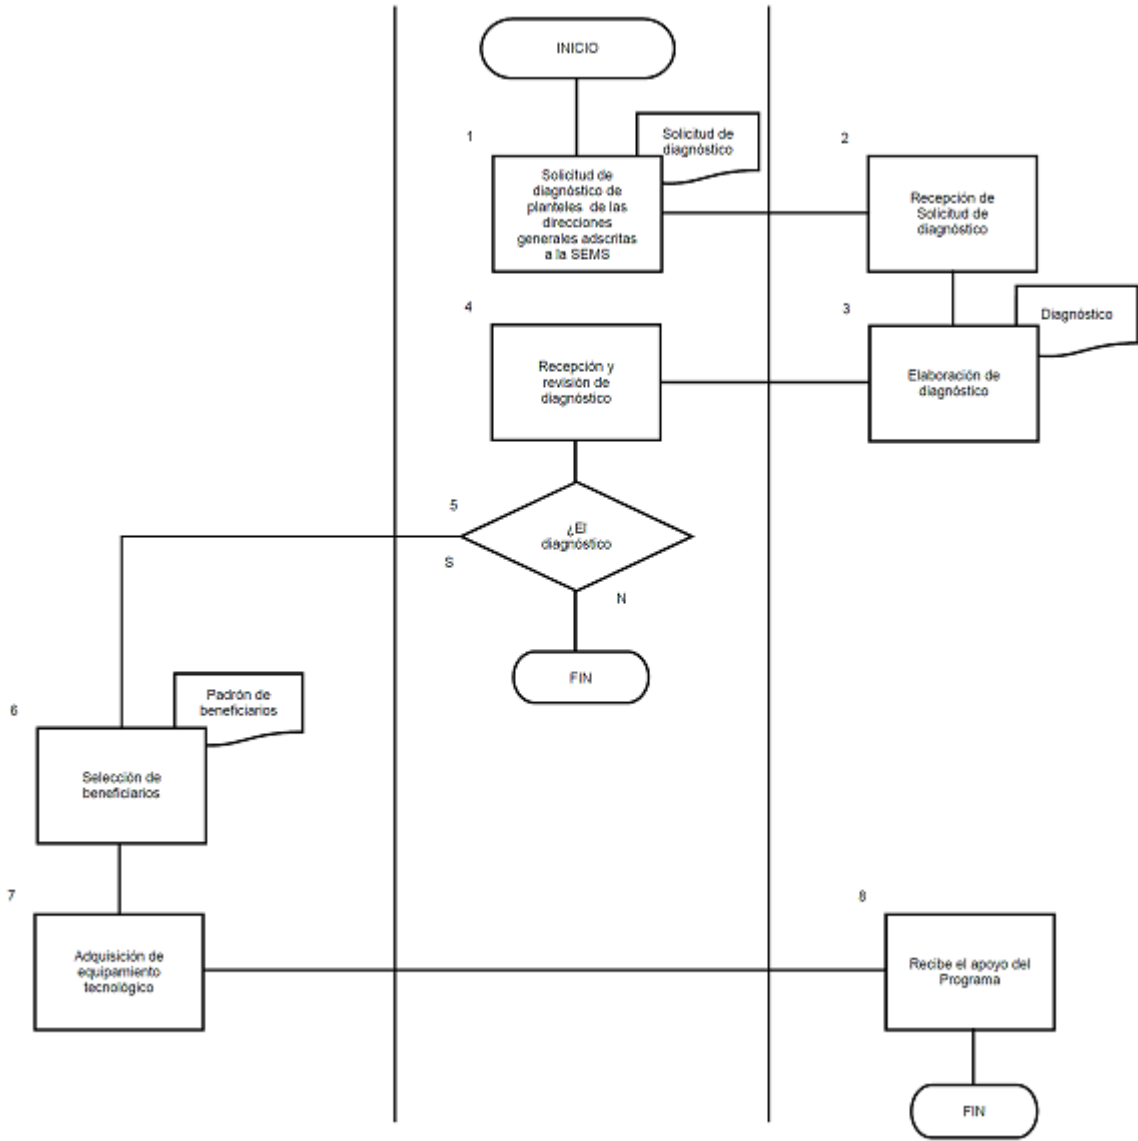 INICIO
1
Solicitud de
diagnóstico
Solicitud de
diagnóstico de
planteles de las
direcciones
generales adscritas
a la SEMS
2
Recepción de
Solicitud de
diagnóstico
3
Diagnóstico
Elaboración de
diagnóstico
4
Recepción y
revisión de
diagnóstico
5
¿El
diagnóstico
S
N
FIN
6
Padrón de
beneficiarios
Selección de
beneficiarios
7
Adquisición de
equipamiento
tecnológico
8
Recibe el apoyo del
Programa
FIN